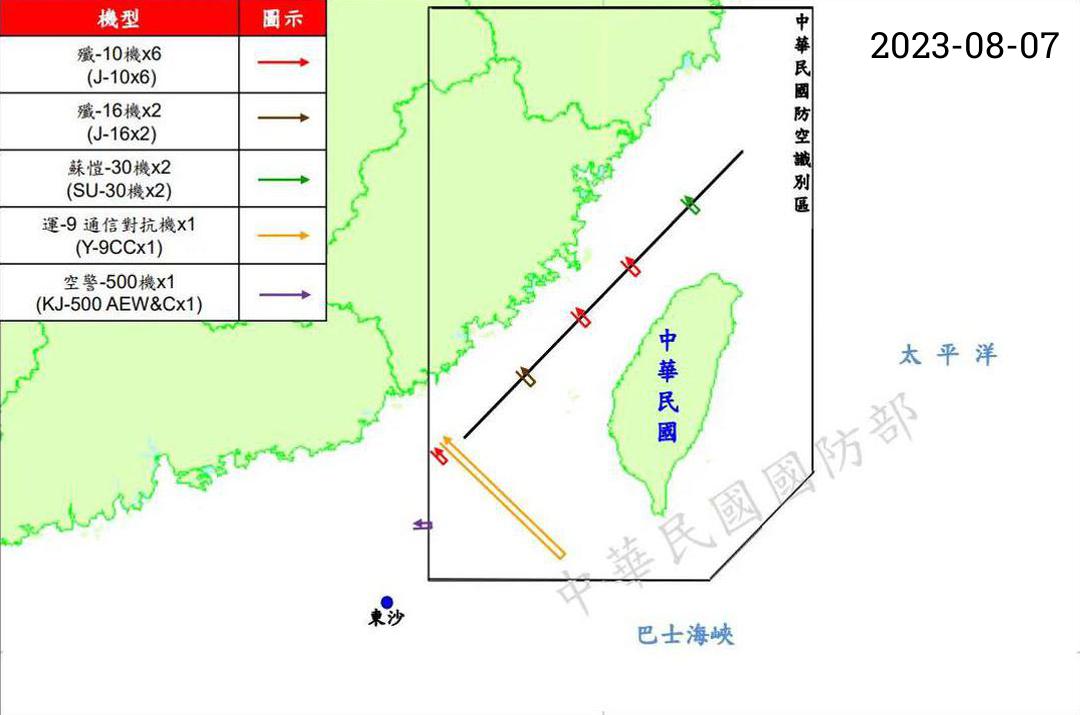 機型 圖示
殲-10機x6
(J-10x6)
殲-16機x2
(J-16x2)
蘇愷-30機x2
(SU-30機x2)
運-9 通信對抗機x1
(Y-9CCx1)
空警-500機x1
(KJ-500 AEW&Cx1)
2023-08-07
中華民國防空識別區
中華民國
太平洋
中華民國國防部
東沙
巴士海峽